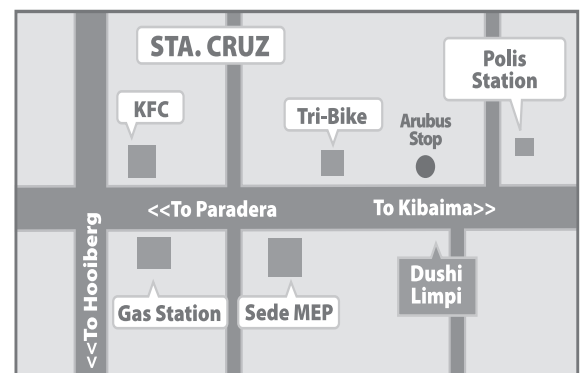 STA. CRUZ
Polis
Station
KFC
Tri-Bike
Arubus
Stop
<<To Paradera
To Kibaima>>
<<To Hooiberg
Gas Station
Sede MEP
Dushi
Limpi